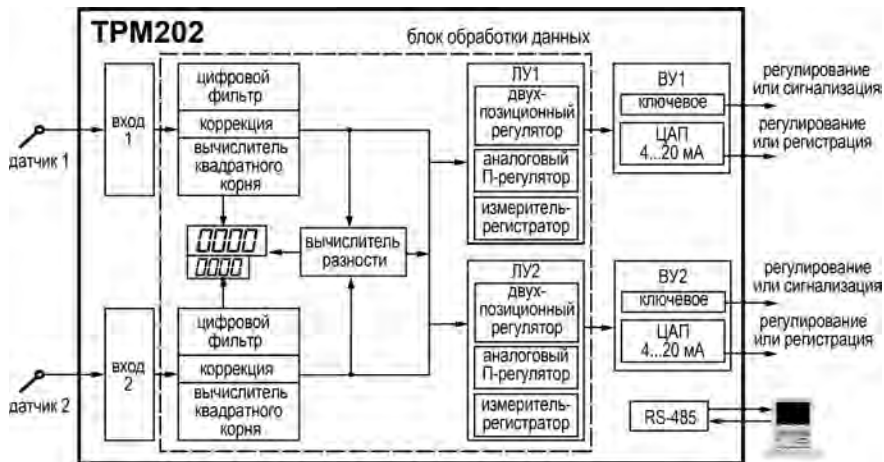 ТРМ202
блок обработки данных
датчик 1
вход
1
цифровой
фильтр
коррекция
вычислитель
квадратного
корня
0000
0000
вычислитель
разности
датчик 2
вход
2
цифровой
фильтр
коррекция
вычислитель
квадратного
корня
ЛУ1
двух-
позиционный
регулятор
аналоговый
П-регулятор
измеритель-
регистратор
ЛУ2
двух-
позиционный
регулятор
аналоговый
П-регулятор
измеритель-
регистратор
ВУ1
ключевое
ЦАП
4...20 мА
регулирование
или сигнализация
регулирование
или регистрация
ВУ2
ключевое
ЦАП
4...20 мА
регулирование
или сигнализация
регулирование
или регистрация
RS-485